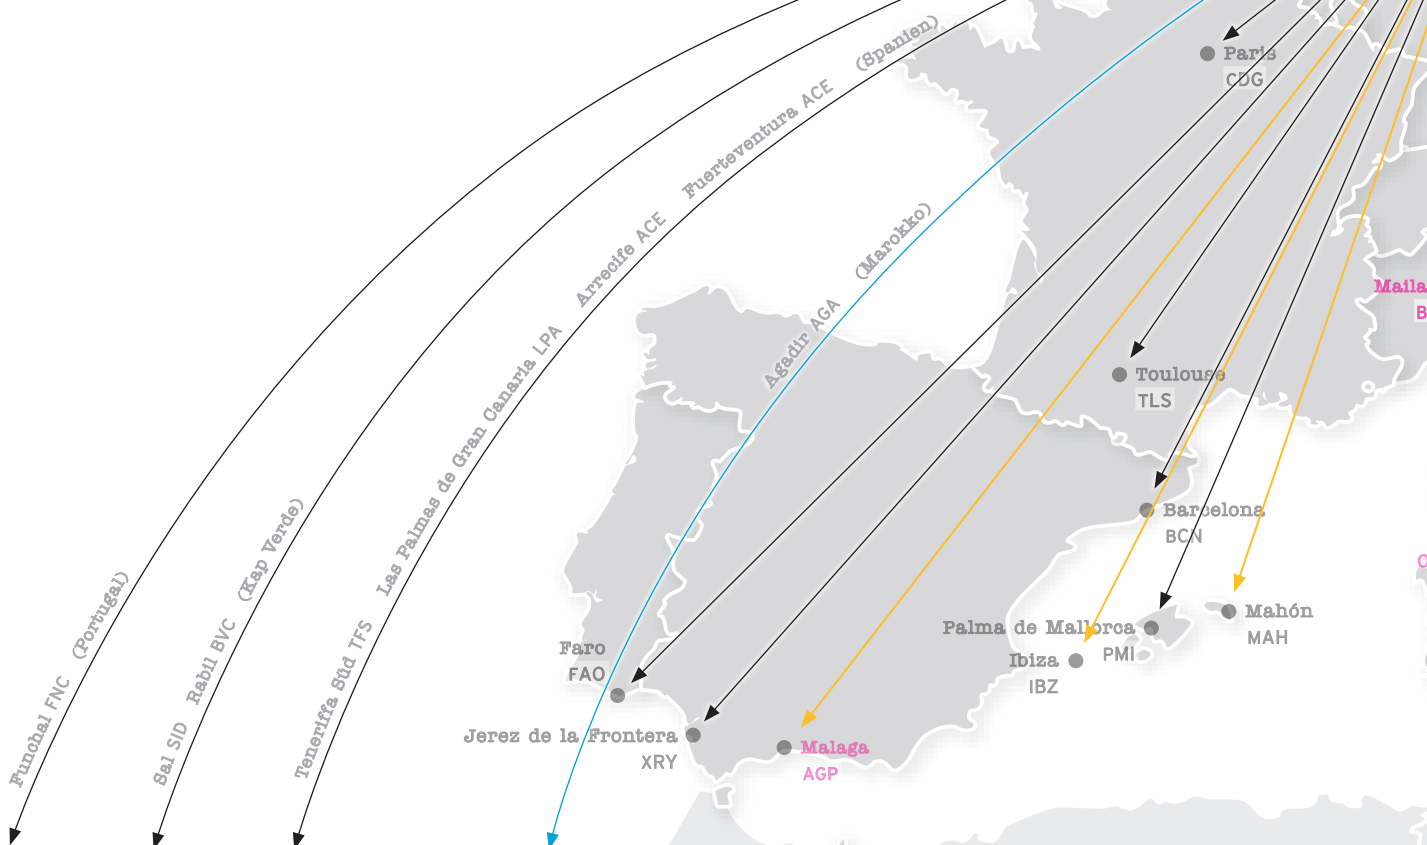 Paris
CDG
Funchal FNC (Portugal)
Sal SID Rabil BVC (Kap Verde)
Teneriffa Süd TFS Las Palmas de Gran Canaria LPA Arrecife ACE Fuerteventura ACE (Spanien)
Agadir AGA (Marokko)
Toulouse
TLS
Barcelona
BCN
Mahón
MAH
Palma de Mallorca
PMI
Ibiza
IBZ
Faro
FAO
Jerez de la Frontera
XRY
Malaga
AGP